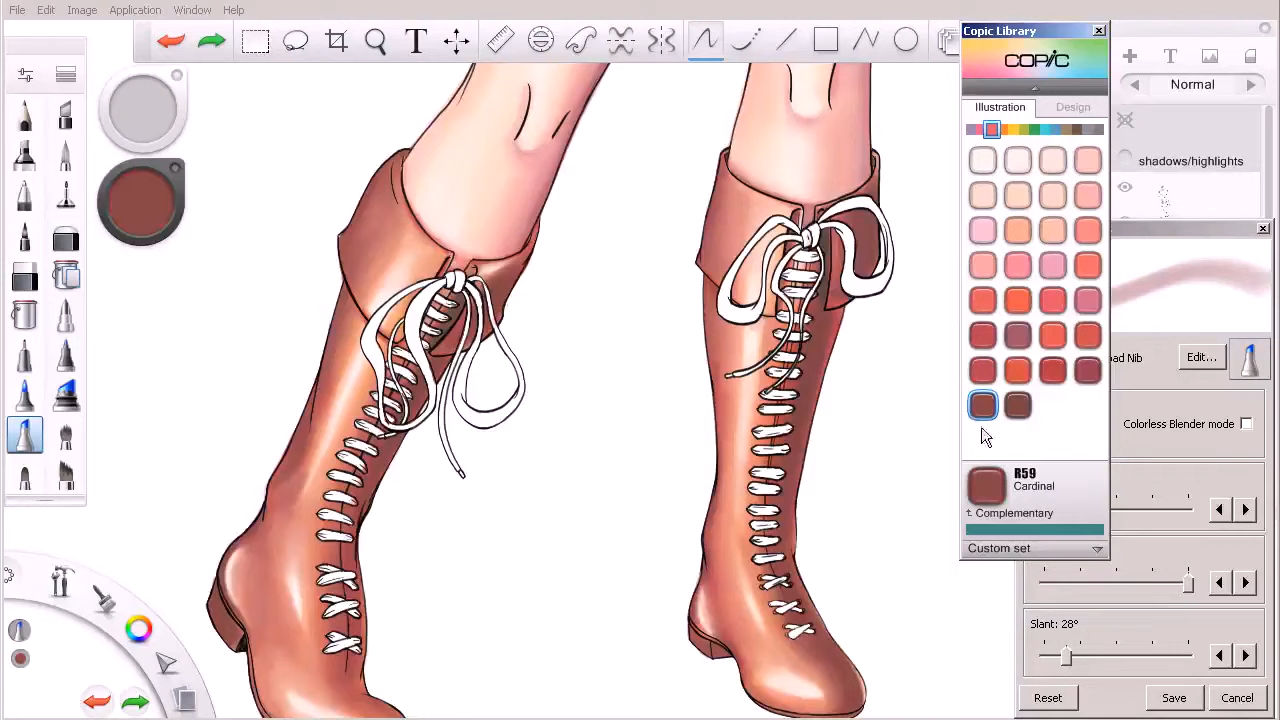 File Edit Image Application Window Help
T
Copic Library
COPIC
Illustration Design
T
Normal
shadows/highlights
Nib
Edit...
Colorless Blender mode
R59
Cardinal
Complementary
Custom set
Slant: 28°
Reset Save Cancel